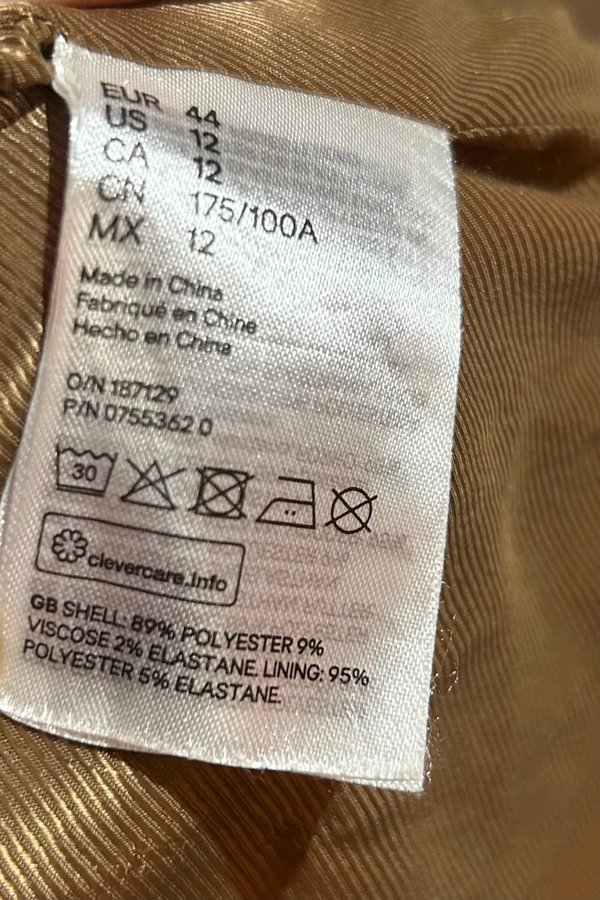 EUR 44
US 12
CA 12
CN 175/100A
MX 12
Made in China
Fabriqué en Chine
Hecho en China
O/N 187129
P/N 0755362 0
30
clevercare.info
GB SHELL: 89% POLYESTER 9%
VISCOSE 2% ELASTANE. LINING: 95%
POLYESTER 5% ELASTANE.